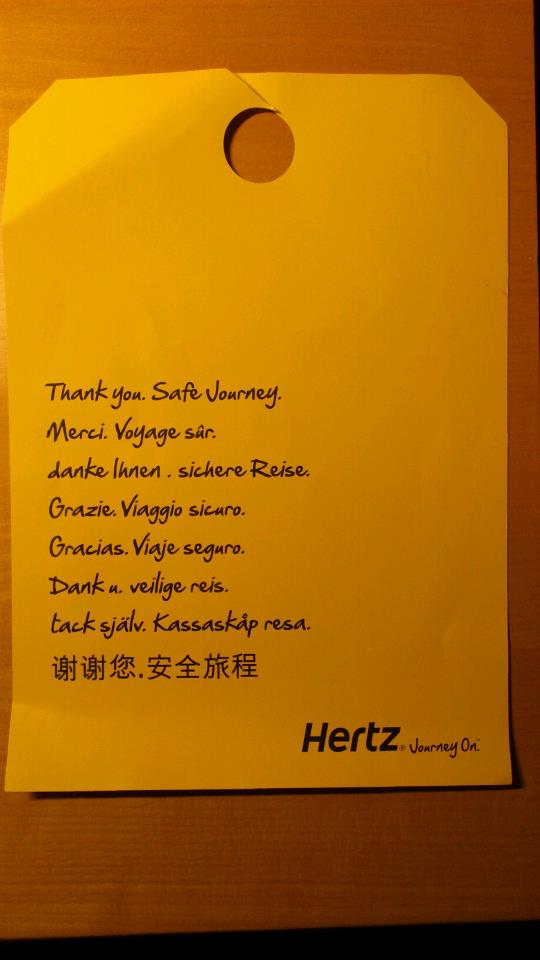 Thank you. Safe Journey.
Merci. Voyage sûr.
danke Ihnen . sichere Reise.
Grazie. Viaggio sicuro.
Gracias. Viaje seguro.
Dank u. veilige reis.
tack själv. Kassaskåp resa.
谢谢您.安全旅程
Hertz® Journey On.™